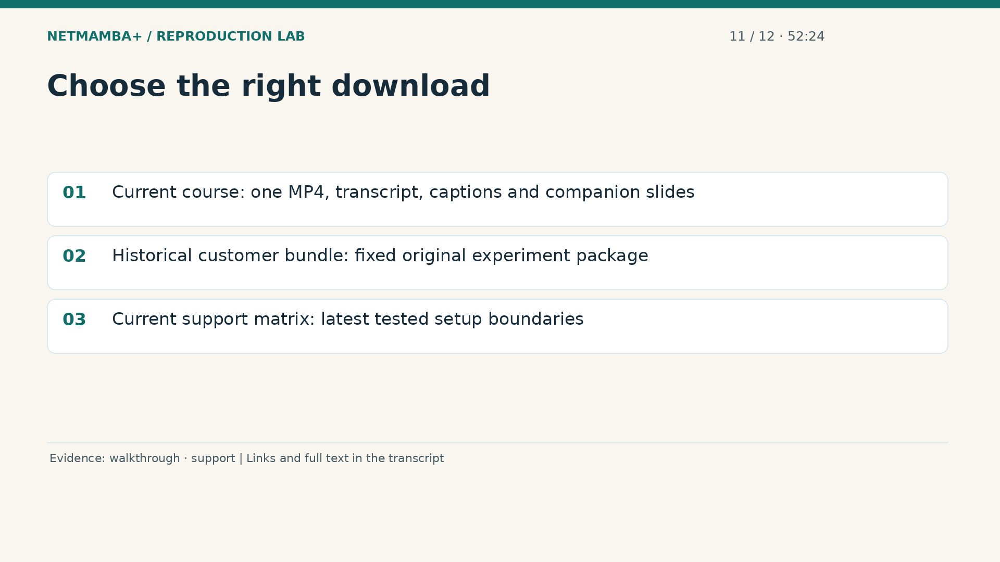 NETMAMBA+ / REPRODUCTION LAB
11 / 12 · 52:24
Choose the right download
01 Current course: one MP4, transcript, captions and companion slides
02 Historical customer bundle: fixed original experiment package
03 Current support matrix: latest tested setup boundaries
Evidence: walkthrough · support | Links and full text in the transcript